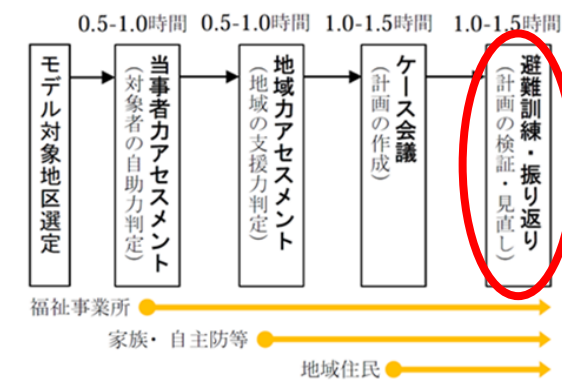 0.5-1.0時間
0.5-1.0時間
1.0-1.5時間
1.0-1.5時間
モデル対象地区選定
当事者力アセスメント
(対象者の自助力判定)
地域力アセスメント
(地域の支援力判定)
ケース会議
(計画の作成)
避難訓練・振り返り
(計画の検証・見直し)
福祉事業所
家族・自主防等
地域住民